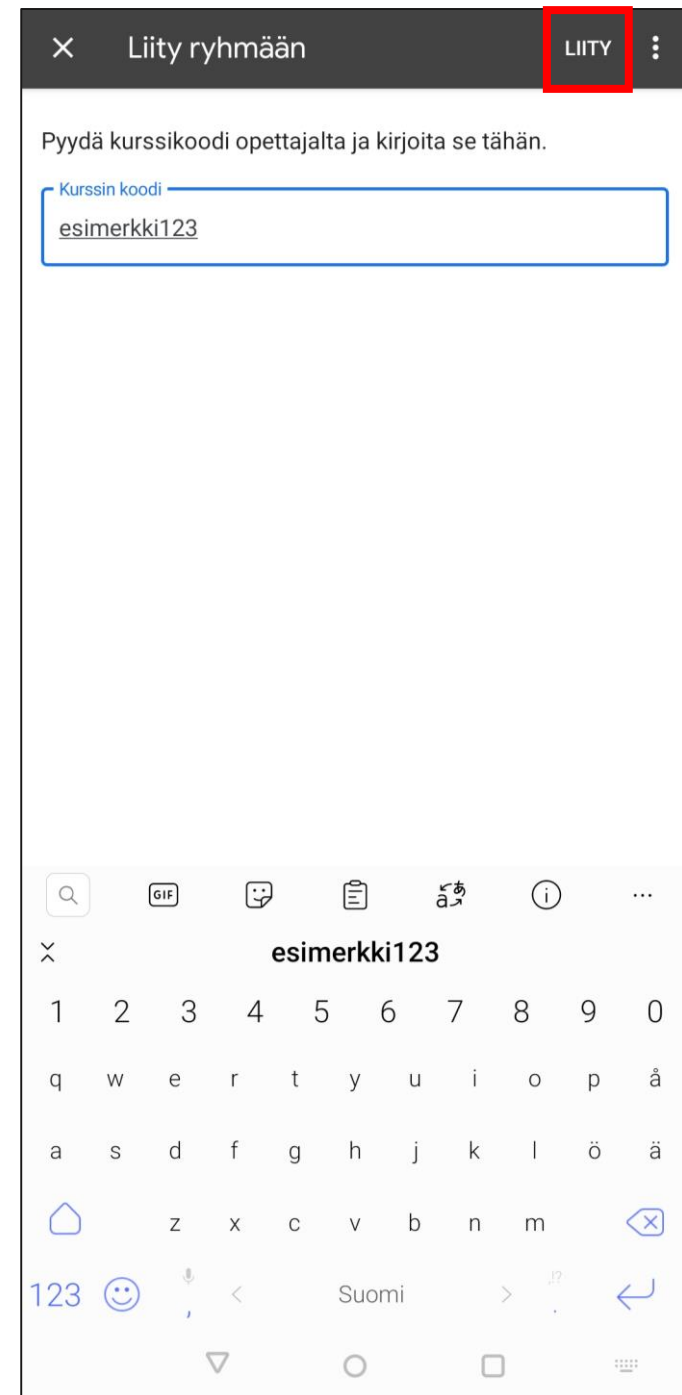 Liity ryhmään LIITY
Pyydä kurssikoodi opettajalta ja kirjoita se tähän.
Kurssin koodi
esimerkki123
GIF
esimerkki123
1 2 3 4 5 6 7 8 9 0
q w e r t y u i o p å
a s d f g h j k l ö ä
z x c v b n m
123 , < Suomi > .!? .